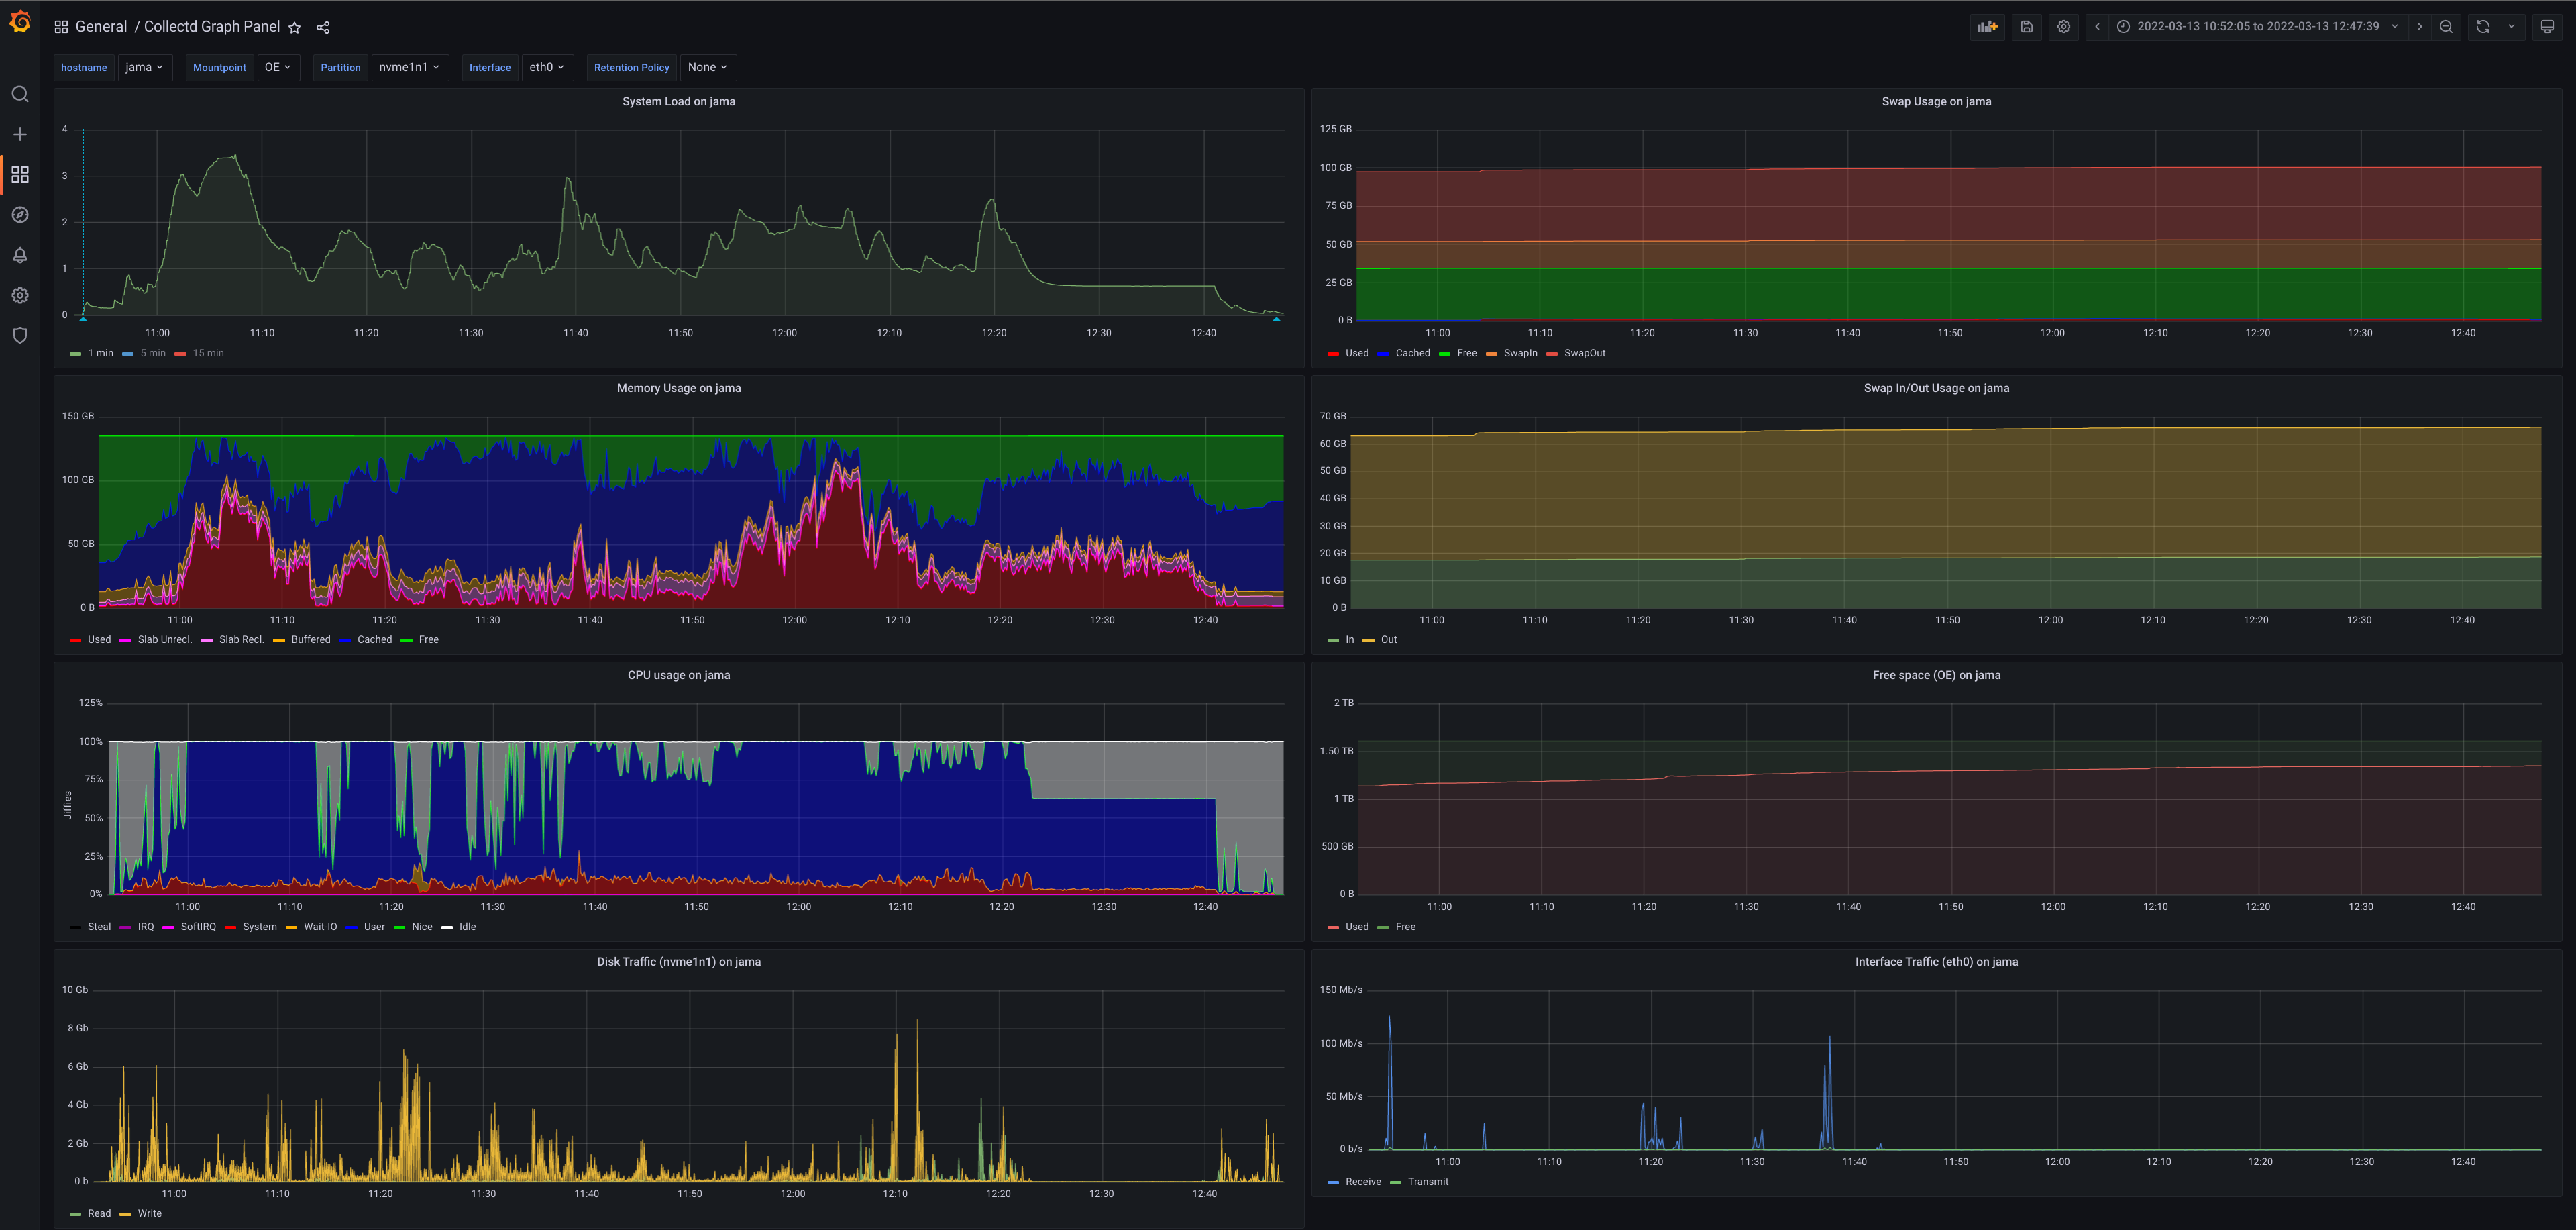 General / Collectd Graph Panel
2022-03-13 10:52:05 to 2022-03-13 12:47:39
hostname jama Mountpoint OE Partition nvme1n1 Interface eth0 Retention Policy None
System Load on jama
4
3
2
1
0
11:00 11:10 11:20 11:30 11:40 11:50 12:00 12:10 12:20 12:30 12:40
1 min 5 min 15 min
Swap Usage on jama
125 GB
100 GB
75 GB
50 GB
25 GB
0 B
11:00 11:10 11:20 11:30 11:40 11:50 12:00 12:10 12:20 12:30 12:40
Used Cached Free SwapIn SwapOut
Memory Usage on jama
150 GB
100 GB
50 GB
0 B
11:00 11:10 11:20 11:30 11:40 11:50 12:00 12:10 12:20 12:30 12:40
Used Slab Unrecl. Slab Recl. Buffered Cached Free
Swap In/Out Usage on jama
70 GB
60 GB
50 GB
40 GB
30 GB
20 GB
10 GB
0 B
11:00 11:10 11:20 11:30 11:40 11:50 12:00 12:10 12:20 12:30 12:40
In Out
CPU usage on jama
Jiffies
125%
100%
75%
50%
25%
0%
11:00 11:10 11:20 11:30 11:40 11:50 12:00 12:10 12:20 12:30 12:40
Steal IRQ SoftIRQ System Wait-IO User Nice Idle
Free space (OE) on jama
2 TB
1.50 TB
1 TB
500 GB
0 B
11:00 11:10 11:20 11:30 11:40 11:50 12:00 12:10 12:20 12:30 12:40
Used Free
Disk Traffic (nvme1n1) on jama
10 Gb
8 Gb
6 Gb
4 Gb
2 Gb
0 b
11:00 11:10 11:20 11:30 11:40 11:50 12:00 12:10 12:20 12:30 12:40
Read Write
Interface Traffic (eth0) on jama
150 Mb/s
100 Mb/s
50 Mb/s
0 b/s
11:00 11:10 11:20 11:30 11:40 11:50 12:00 12:10 12:20 12:30 12:40
Receive Transmit